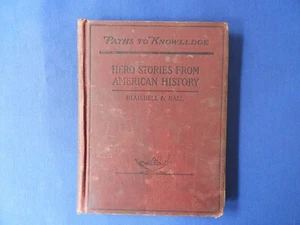 PATHS TO KNOWLEDGE
HERO STORIES FROM
AMERICAN HISTORY
BLAISDELL & BALL